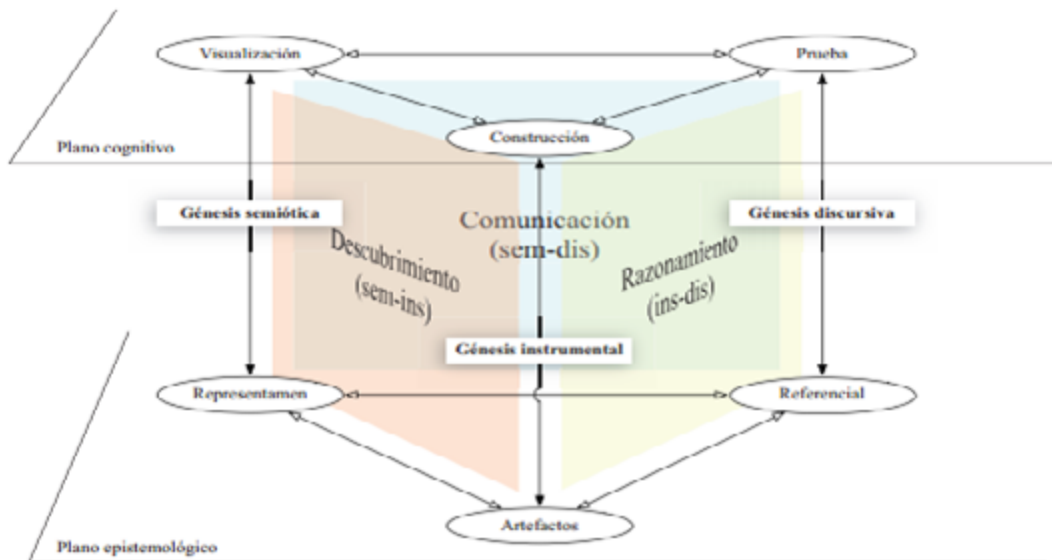 Visualización
Prueba
Construcción
Plano cognitivo
Génesis semiótica
Génesis discursiva
Comunicación
(sem-dis)
Descubrimiento
(sem-ins)
Razonamiento
(ins-dis)
Génesis instrumental
Representamen
Referencial
Artefactos
Plano epistemológico